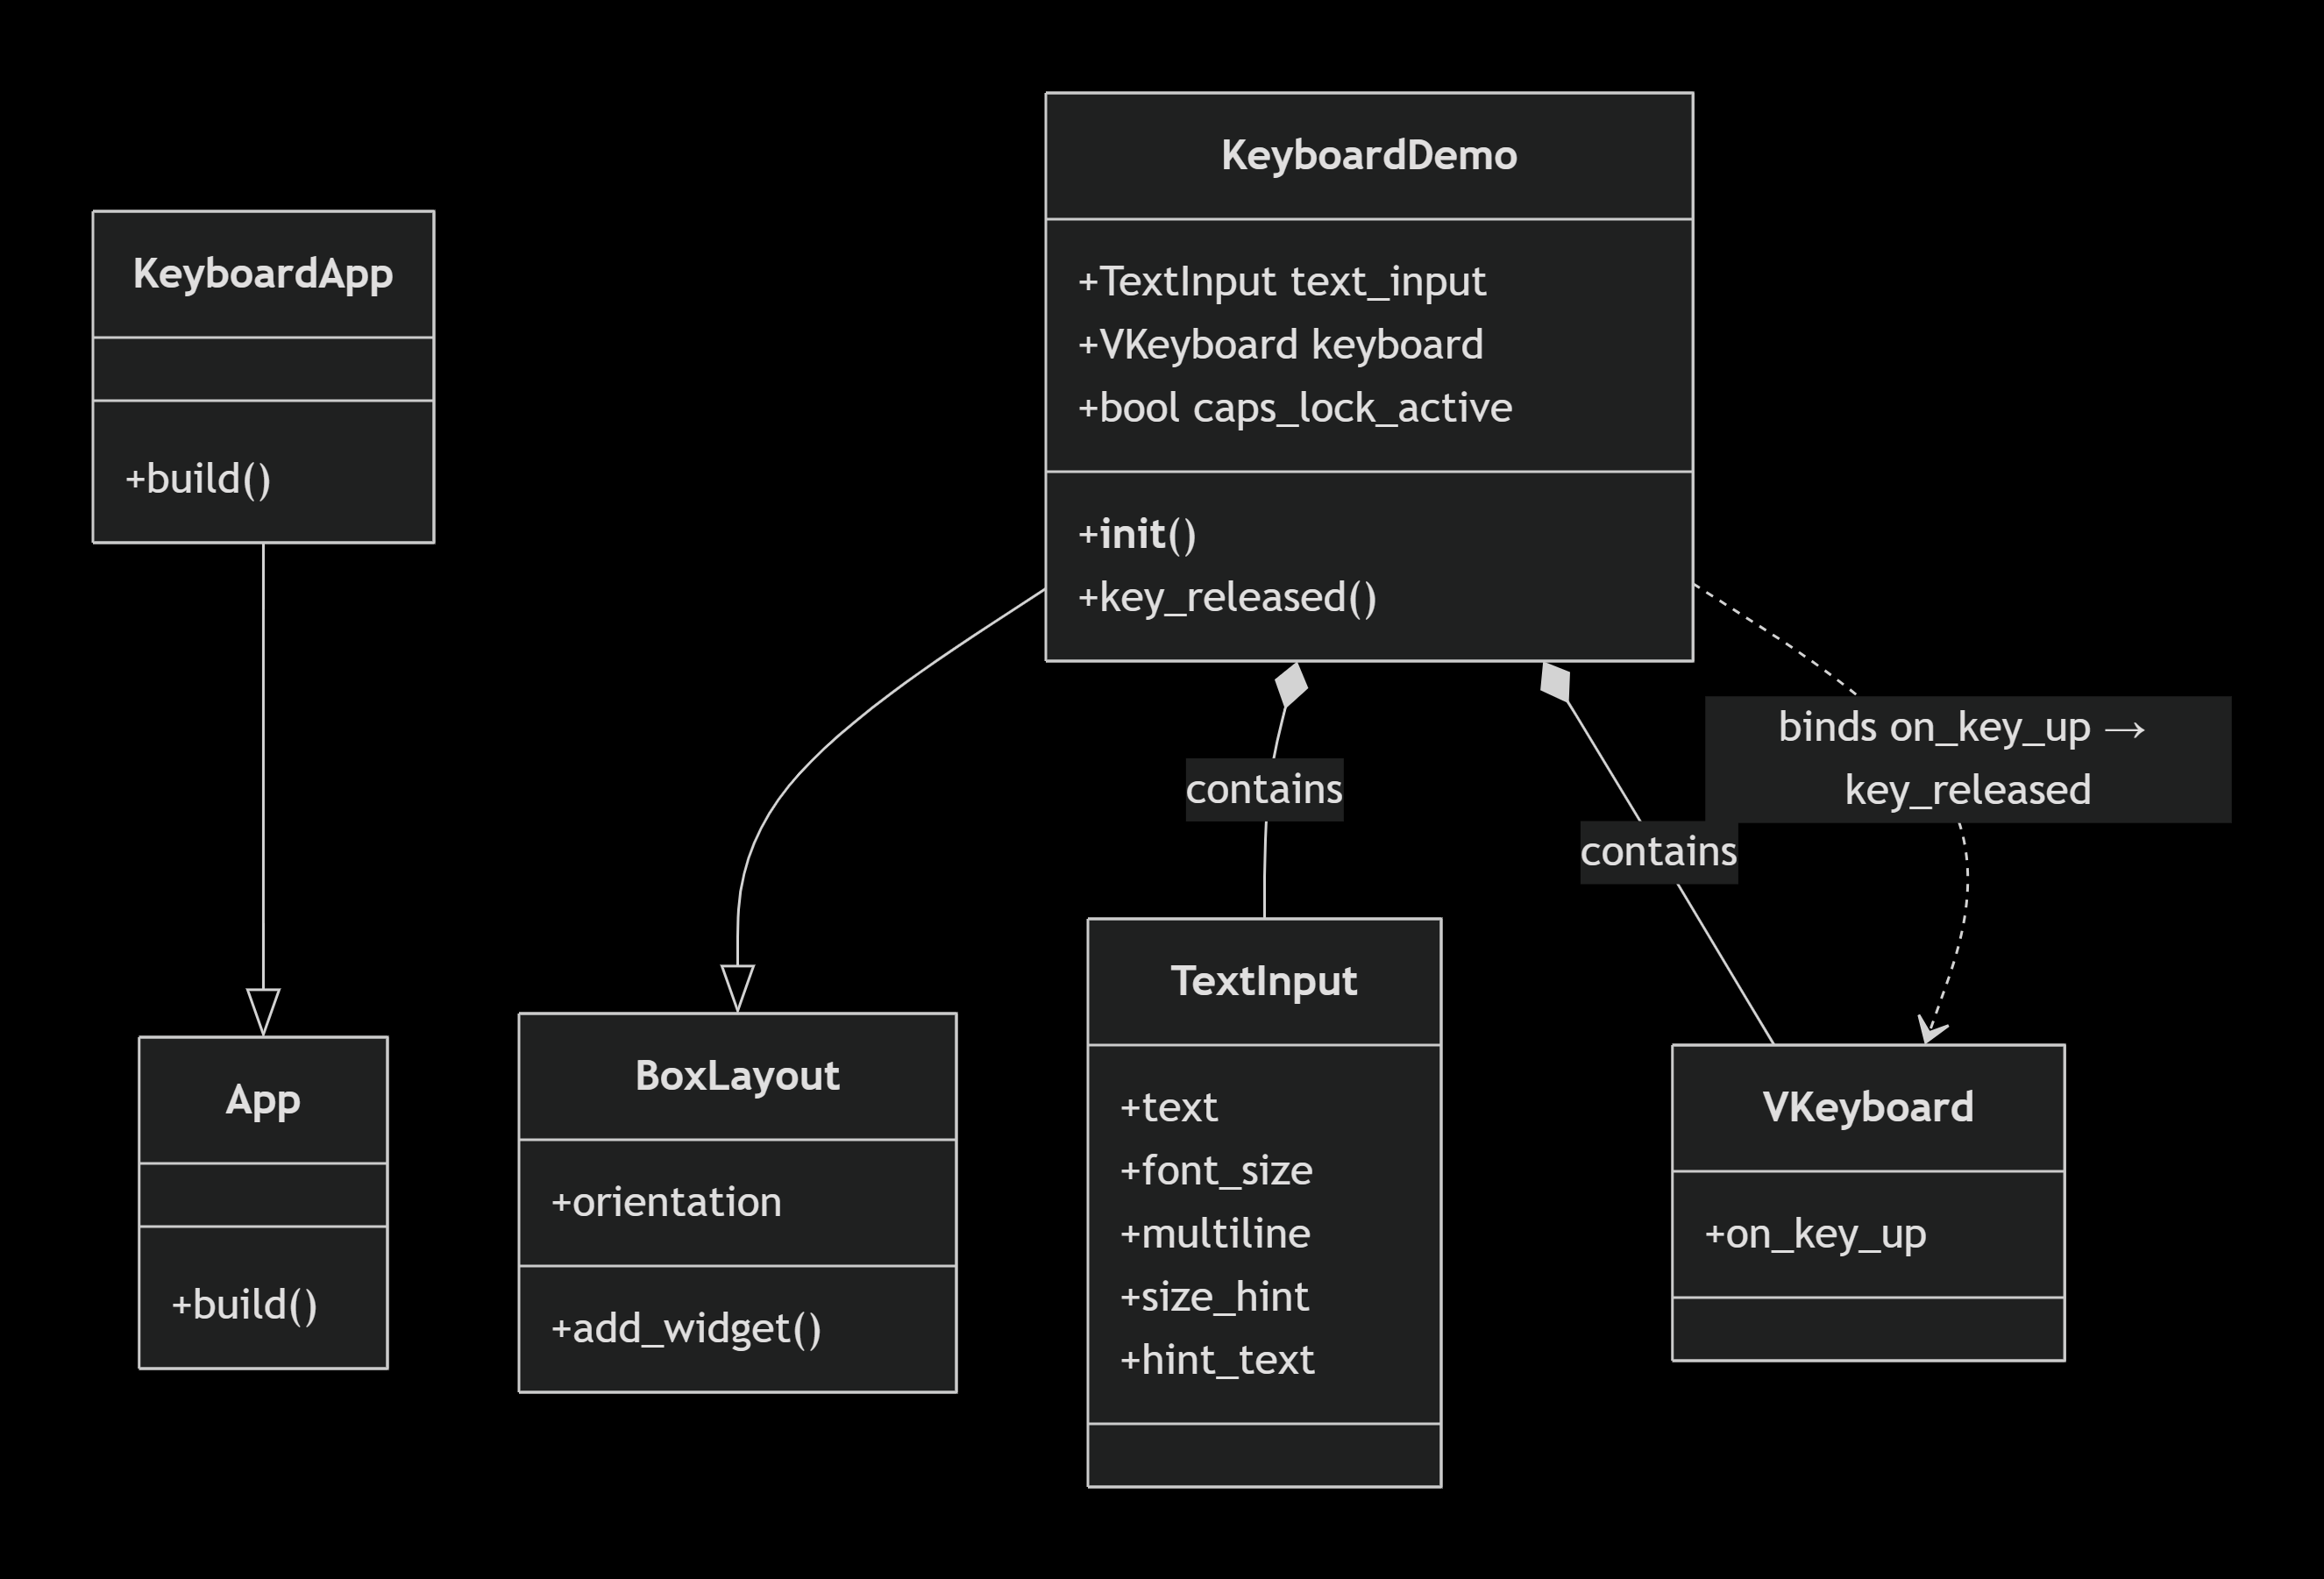 KeyboardApp
+build()
App
+build()
KeyboardDemo
+TextInput text_input
+VKeyboard keyboard
+bool caps_lock_active
+init()
+key_released()
contains
contains
binds on_key_up →
key_released
BoxLayout
+orientation
+add_widget()
TextInput
+text
+font_size
+multiline
+size_hint
+hint_text
VKeyboard
+on_key_up